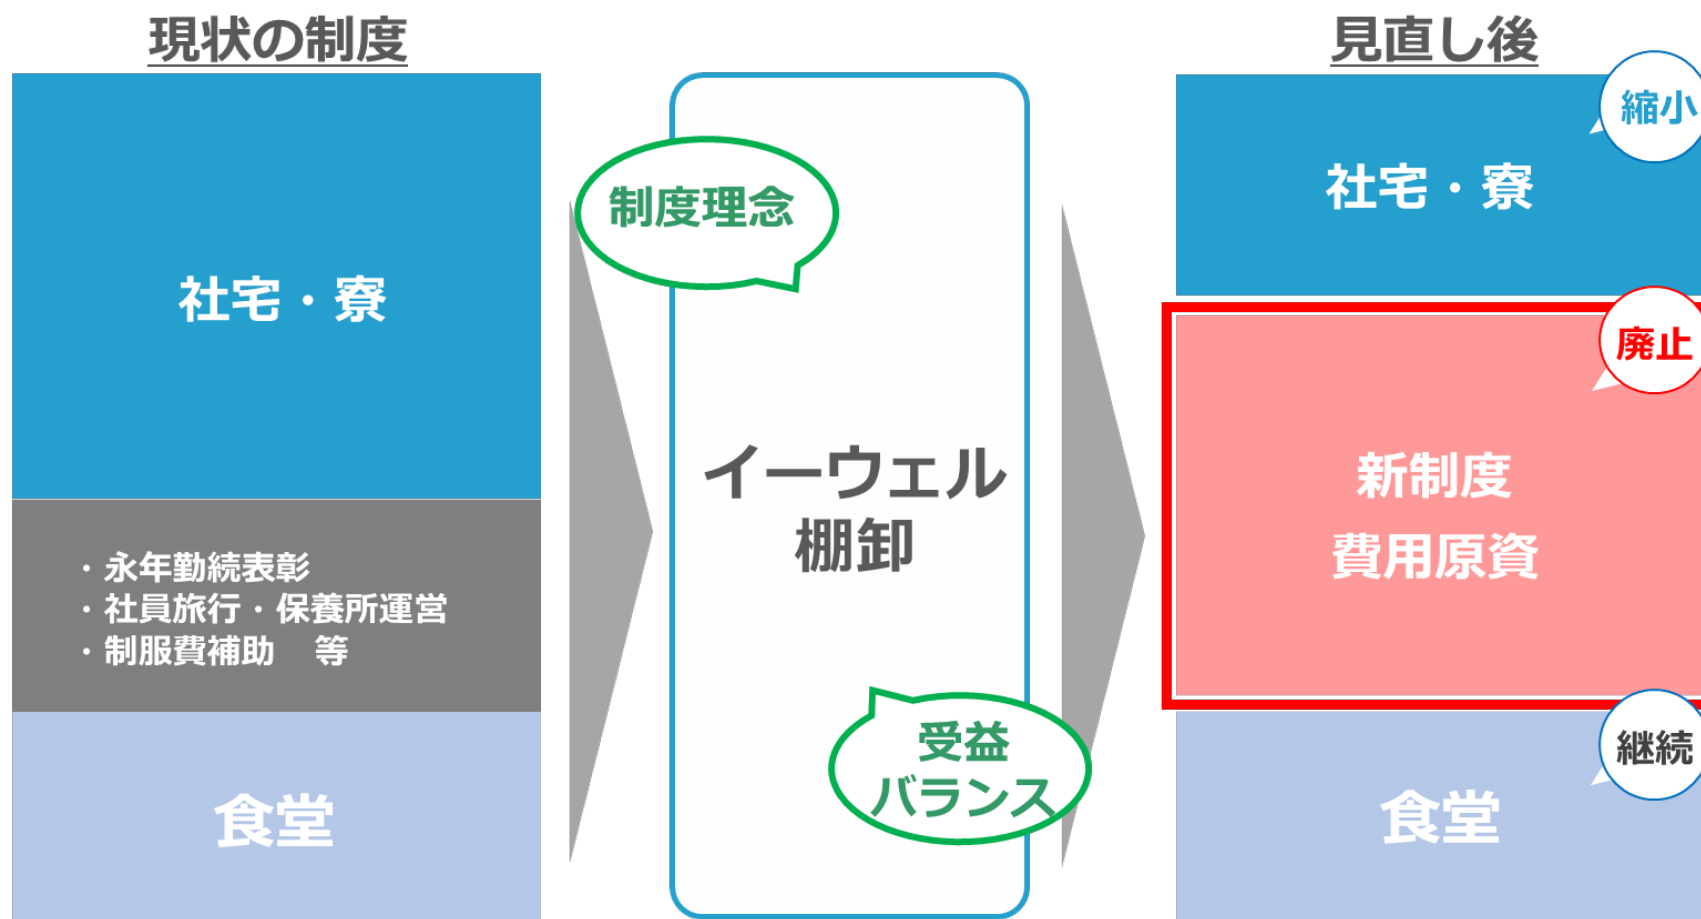 現状の制度
社宅・寮
・永年勤続表彰
・社員旅行・保養所運営
・制服費補助　等
食堂
制度理念
イーウェル
棚卸
受益
バランス
見直し後
縮小
社宅・寮
廃止
新制度
費用原資
継続
食堂